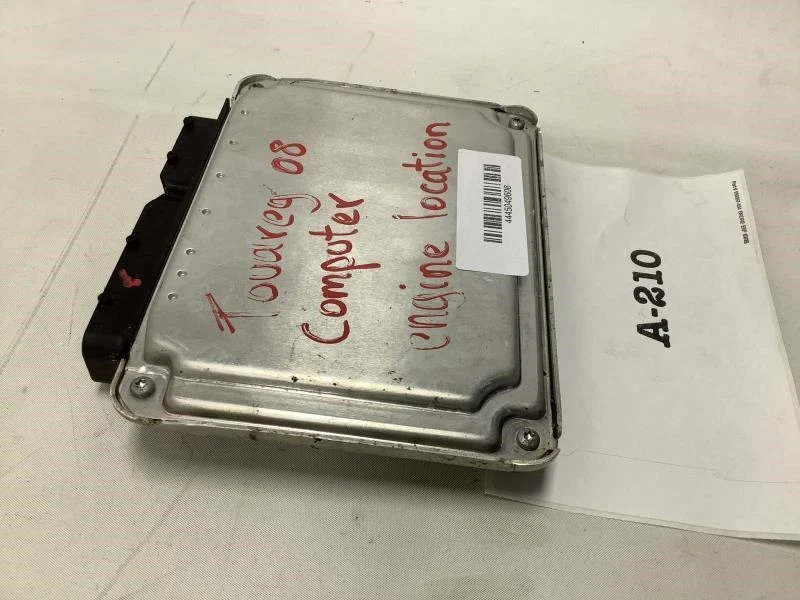 Touareg 08
Computer
engine location
4445049606
A-210